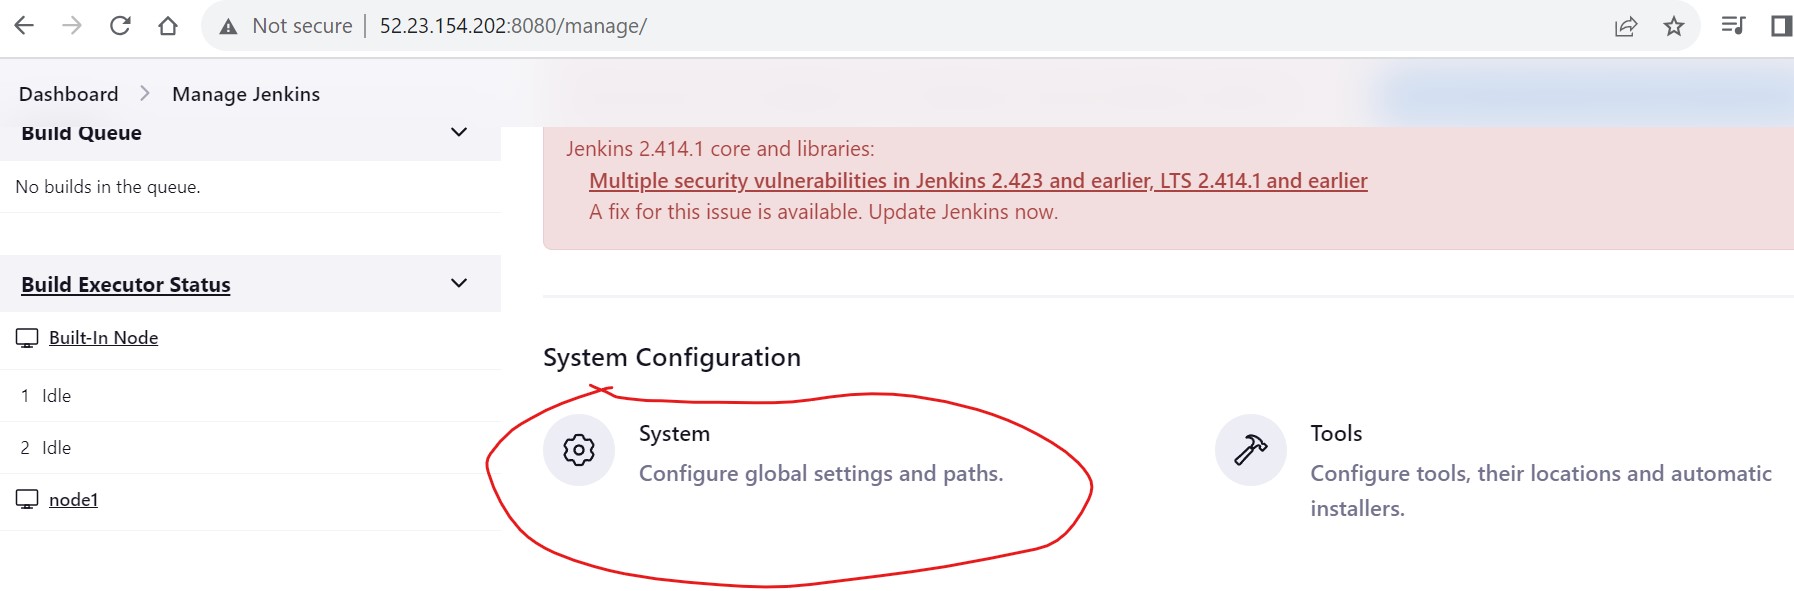 Not secure | 52.23.154.202:8080/manage/
Dashboard > Manage Jenkins
Build Queue
No builds in the queue.
Build Executor Status
Built-In Node
1 Idle
2 Idle
node1
Jenkins 2.414.1 core and libraries:
Multiple security vulnerabilities in Jenkins 2.423 and earlier, LTS 2.414.1 and earlier
A fix for this issue is available. Update Jenkins now.
System Configuration
System
Configure global settings and paths.
Tools
Configure tools, their locations and automatic
installers.